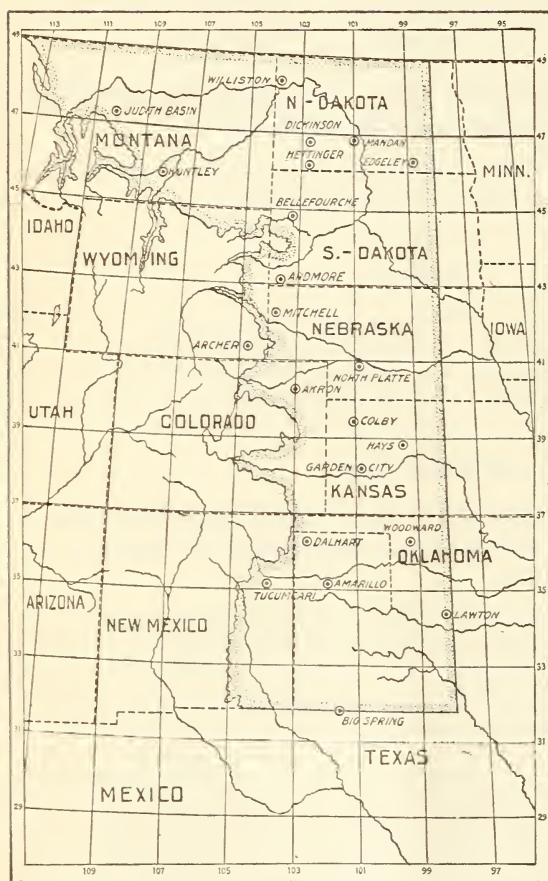 113 111 109 107 105 103 101 99 97 95
49 49
WILLISTON
N-DAKOTA
47 JUDITH BASIN 47
DICKINSON
MONTANA MANDAN
HETTINGER EDGELEY
HUNTLEY MINN.
45 45
BELLEFOURCHE
IDAHO
S.-DAKOTA
WYOMING
43 ARDMORE 43
MITCHELL
NEBRASKA IOWA
ARCHER
41 41
NORTH PLATTE
AKRON
UTAH
COLORADO COLBY
39 39
HAYS
GARDEN CITY
KANSAS
37 37
WOODWARD
DALHART
OKLAHOMA
35 AMARILLO 35
TUCUMCARI
ARIZONA
LAWTON
NEW MEXICO
33 33
BIG SPRING
31 31
TEXAS
MEXICO
29 29
109 107 105 103 101 99 97